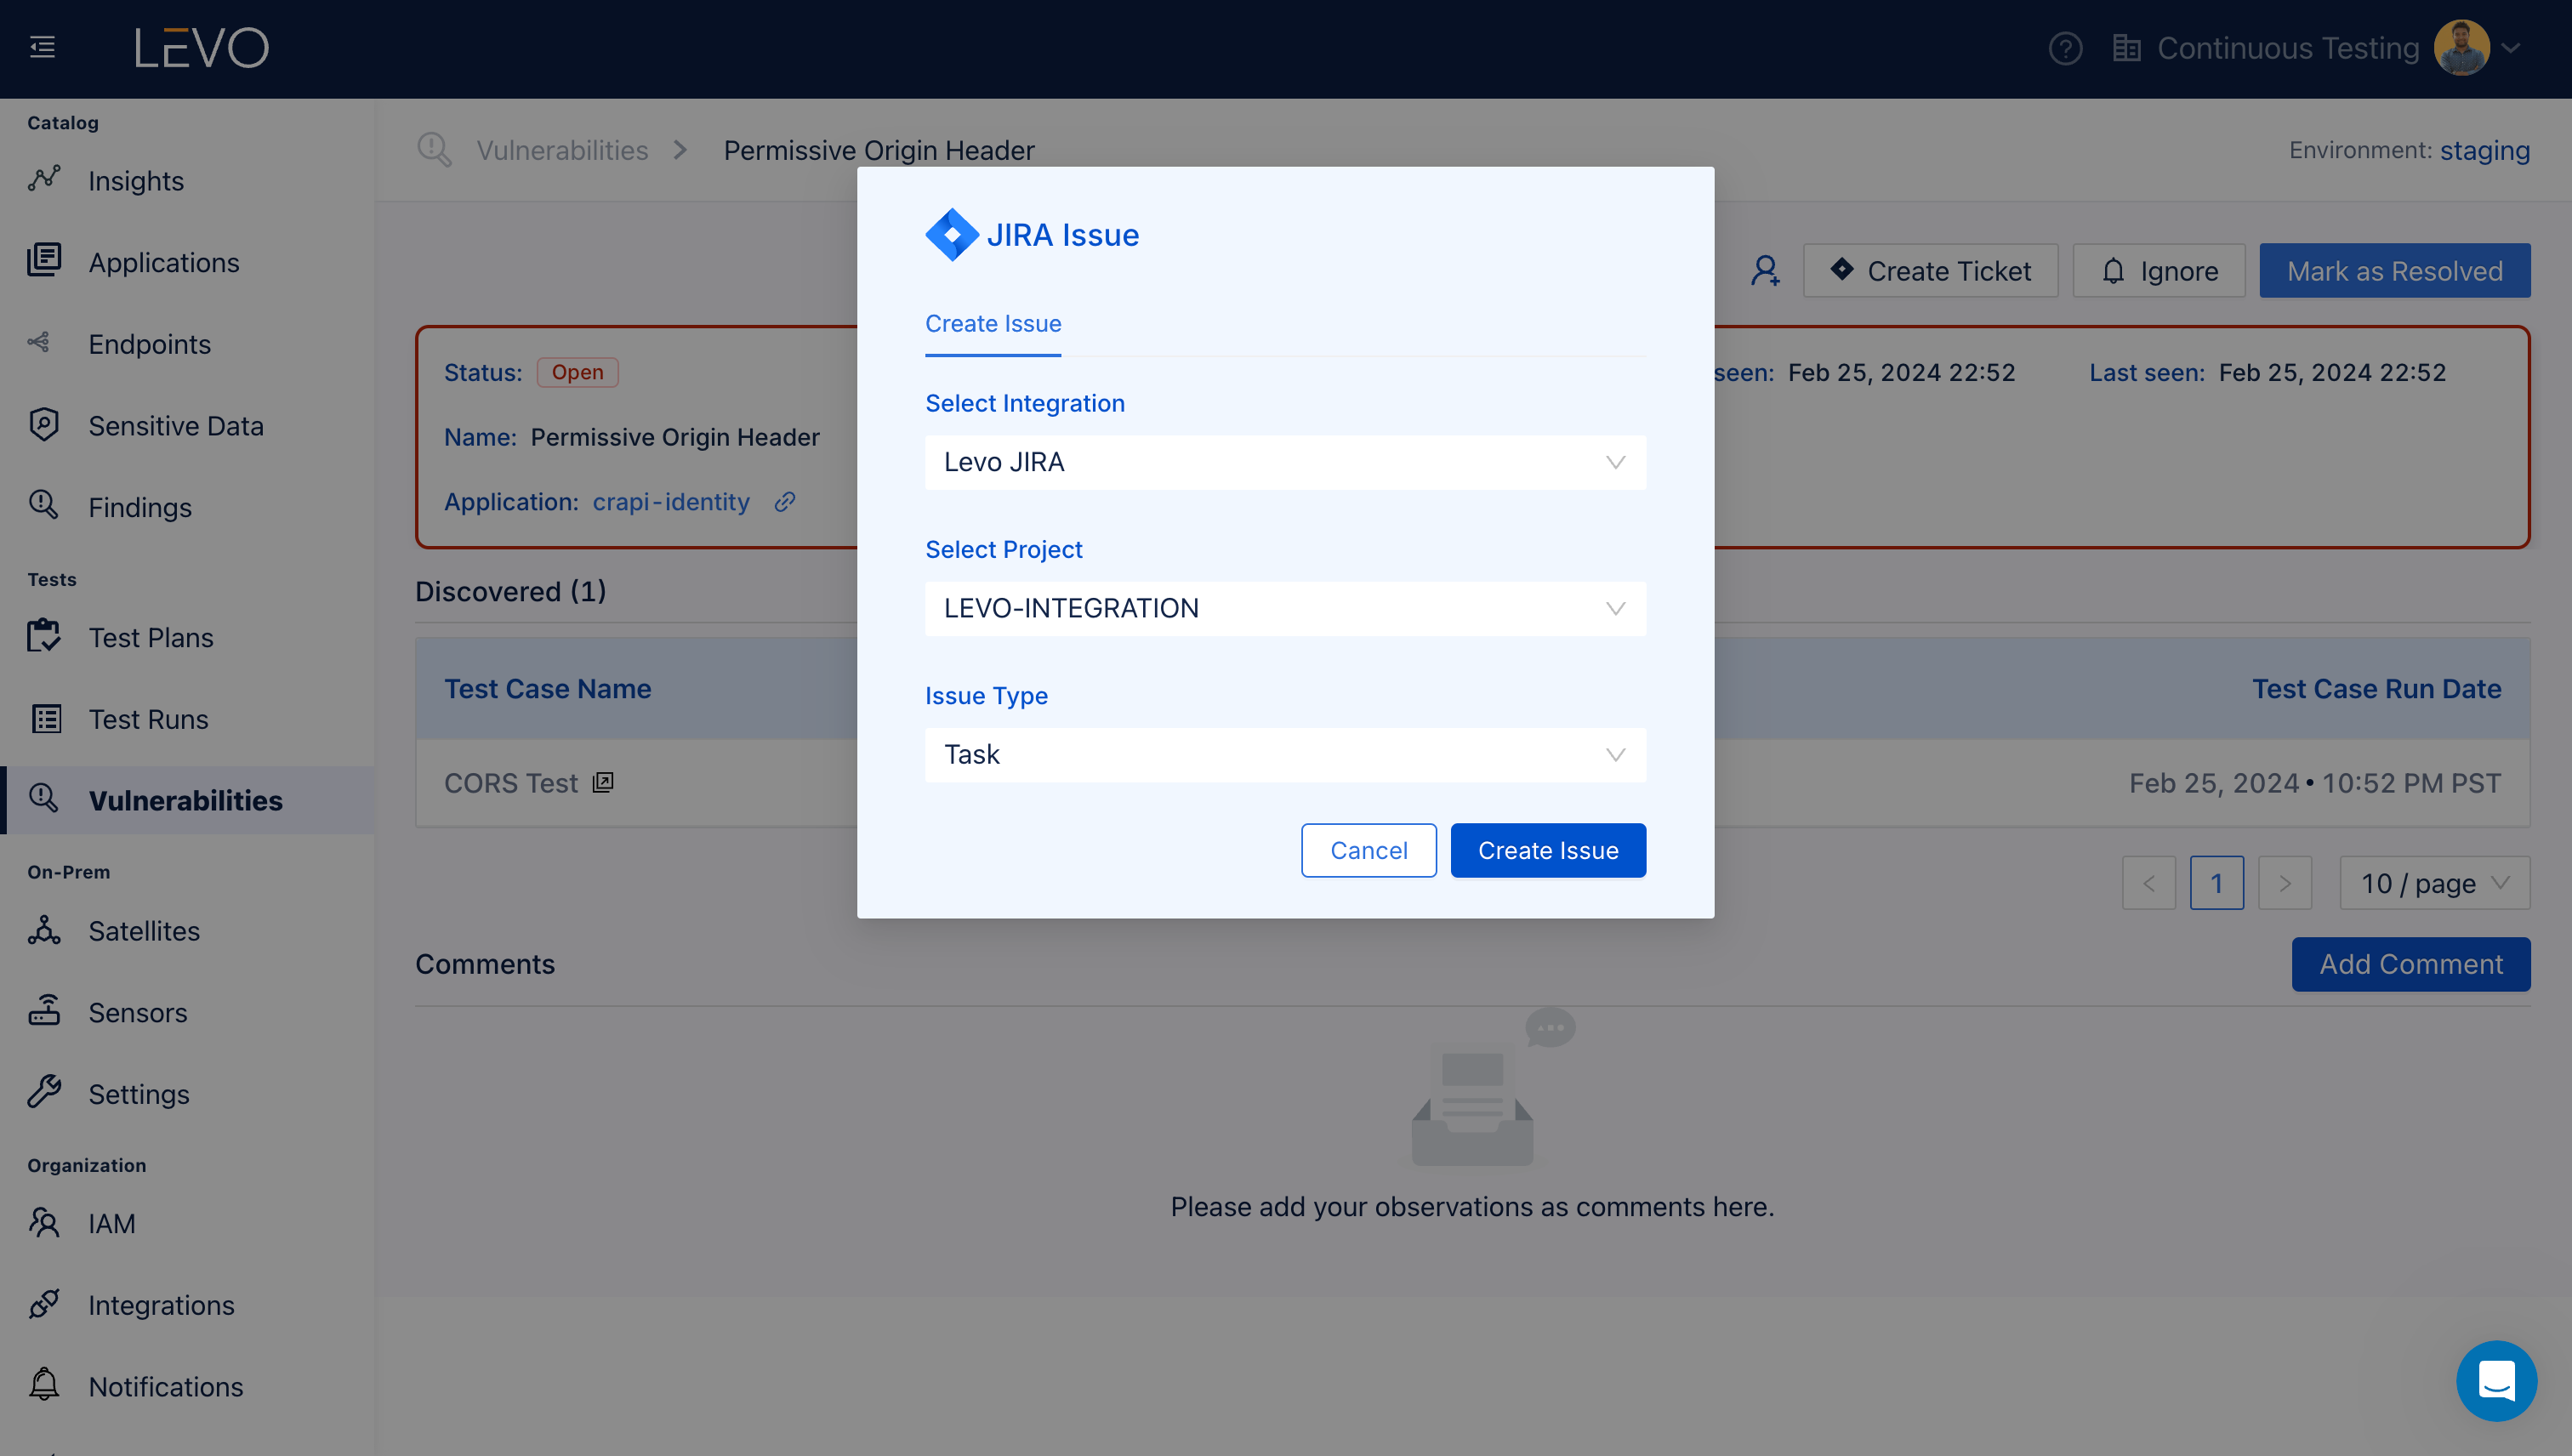 LEVO
Continuous Testing
Catalog
Insights
Applications
Endpoints
Sensitive Data
Findings
Tests
Test Plans
Test Runs
Vulnerabilities
On-Prem
Satellites
Sensors
Settings
Organization
IAM
Integrations
Notifications
Vulnerabilities > Permissive Origin Header
Environment: staging
Create Ticket
Ignore
Mark as Resolved
Status: Open
seen: Feb 25, 2024 22:52
Last seen: Feb 25, 2024 22:52
Name: Permissive Origin Header
Application: crapi-identity
Discovered (1)
Test Case Name
Test Case Run Date
CORS Test
Feb 25, 2024 • 10:52 PM PST
1
10 / page
Comments
Add Comment
Please add your observations as comments here.
JIRA Issue
Create Issue
Select Integration
Levo JIRA
Select Project
LEVO-INTEGRATION
Issue Type
Task
Cancel
Create Issue